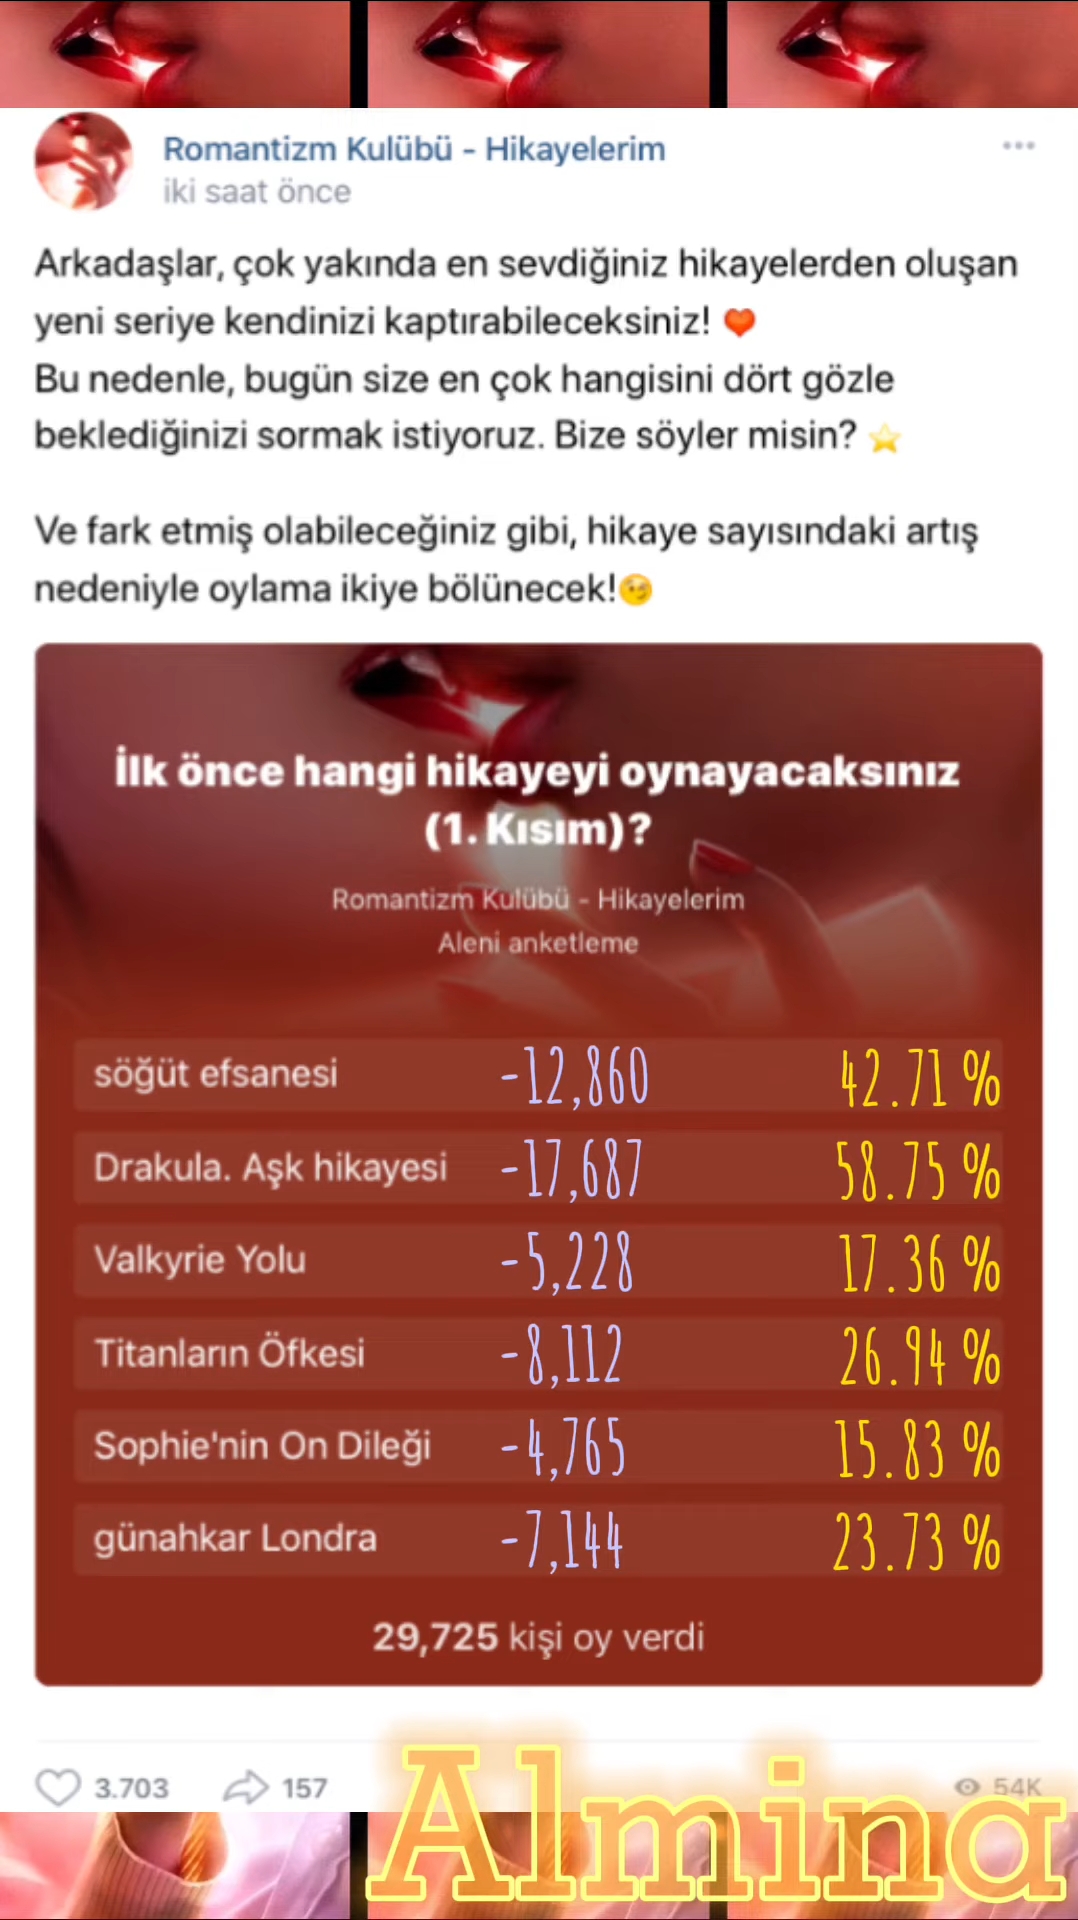 Romantizm Kulübü - Hikayelerim
iki saat önce
Arkadaşlar, çok yakında en sevdiğiniz hikayelerden oluşan
yeni seriye kendinizi kaptırabileceksiniz! ❤️
Bu nedenle, bugün size en çok hangisini dört gözle
beklediğinizi sormak istiyoruz. Bize söyler misin? ⭐
Ve fark etmiş olabileceğiniz gibi, hikaye sayısındaki artış
nedeniyle oylama ikiye bölünecek!😏
İlk önce hangi hikayeyi oynayacaksınız
(1. Kısım)?
Romantizm Kulübü - Hikayelerim
Aleni anketleme
söğüt efsanesi -12,860 42.71 %
Drakula. Aşk hikayesi -17,687 58.75 %
Valkyrie Yolu -5,228 17.36 %
Titanların Öfkesi -8,112 26.94 %
Sophie'nin On Dileği -4,765 15.83 %
günahkar Londra -7,144 23.73 %
29,725 kişi oy verdi
3.703 157 54K
Almina